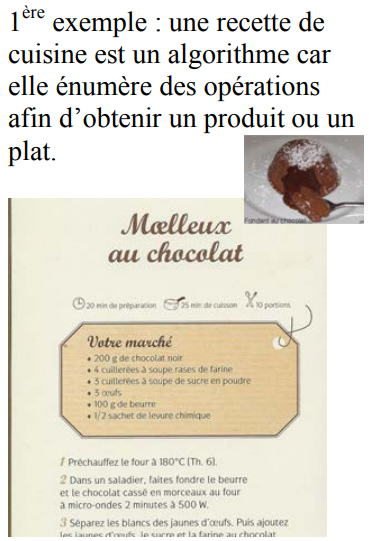 1ère exemple : une recette de
cuisine est un algorithme car
elle énumère des opérations
afin d’obtenir un produit ou un
plat.
Fondant au chocolat
Mœlleux
au chocolat
20 min de préparation 25 min de cuisson 10 portions
Votre marché
• 200 g de chocolat noir
• 4 cuillerées à soupe rases de farine
• 3 cuillerées à soupe de sucre en poudre
• 3 œufs
• 100 g de beurre
• 1/2 sachet de levure chimique
1 Préchauffez le four à 180°C (Th. 6).
2 Dans un saladier, faites fondre le beurre
et le chocolat cassé en morceaux au four
à micro-ondes 2 minutes à 500 W.
3 Séparez les blancs des jaunes d'œufs. Puis ajoutez
les jaunes d'œufs, le sucre et la farine au chocolat